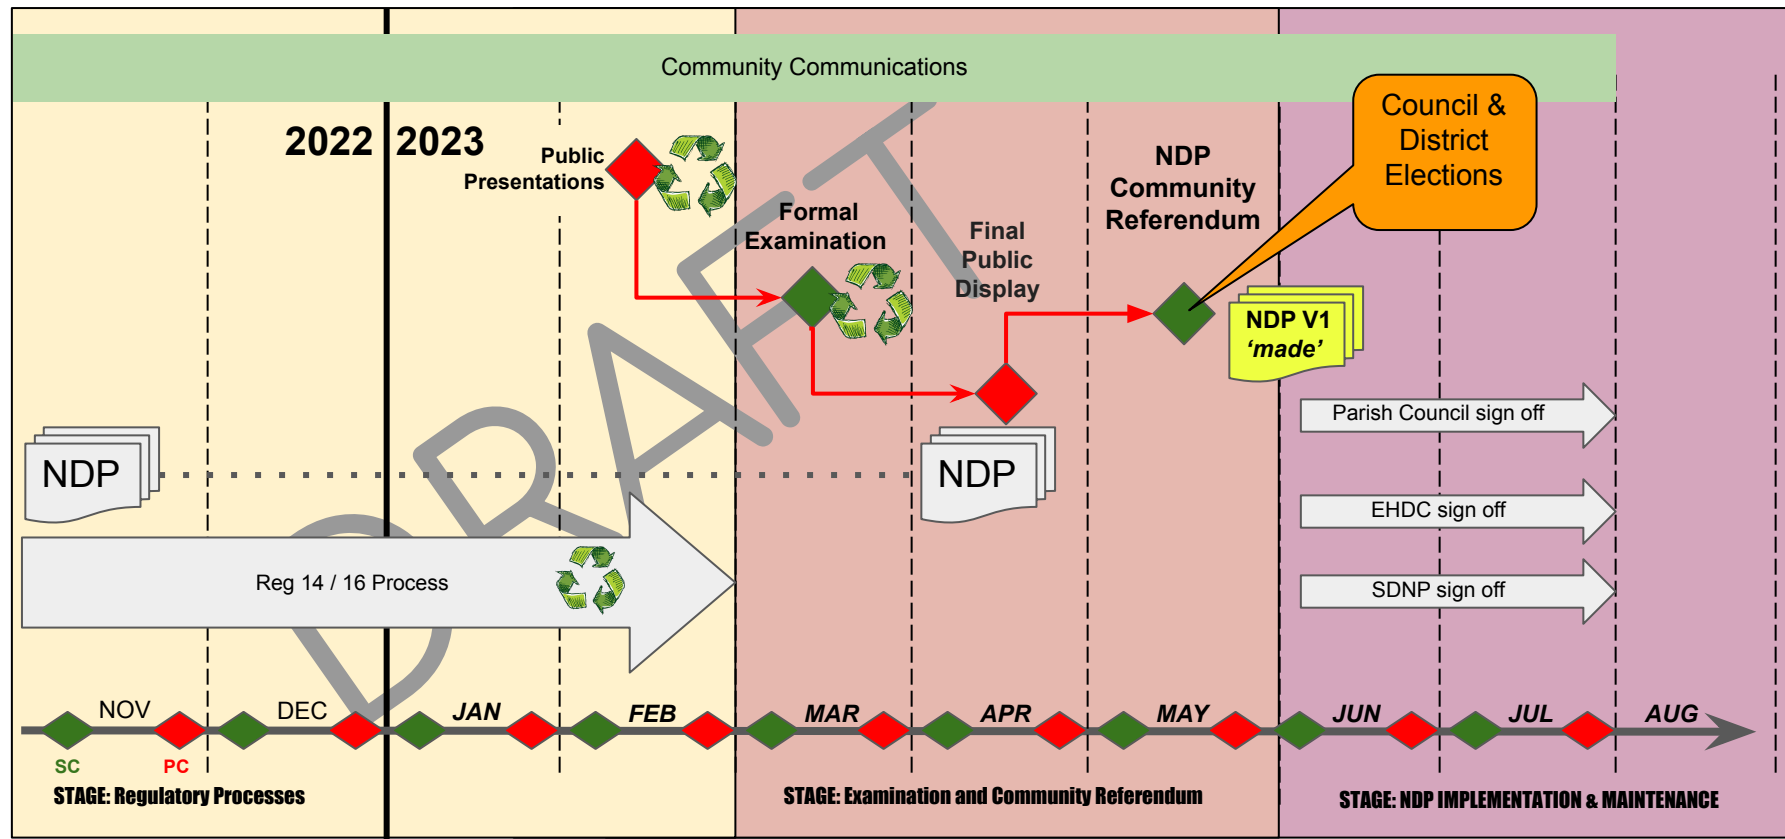 Community Communications
2022 2023
Public
Presentations
Formal
Examination
Final
Public
Display
NDP
Community
Referendum
Council &
District
Elections
NDP V1
‘made’
Parish Council sign off
EHDC sign off
SDNP sign off
NDP
NDP
Reg 14 / 16 Process
DRAFT
NOV DEC JAN FEB MAR APR MAY JUN JUL AUG
SC PC
STAGE: Regulatory Processes
STAGE: Examination and Community Referendum
STAGE: NDP IMPLEMENTATION & MAINTENANCE